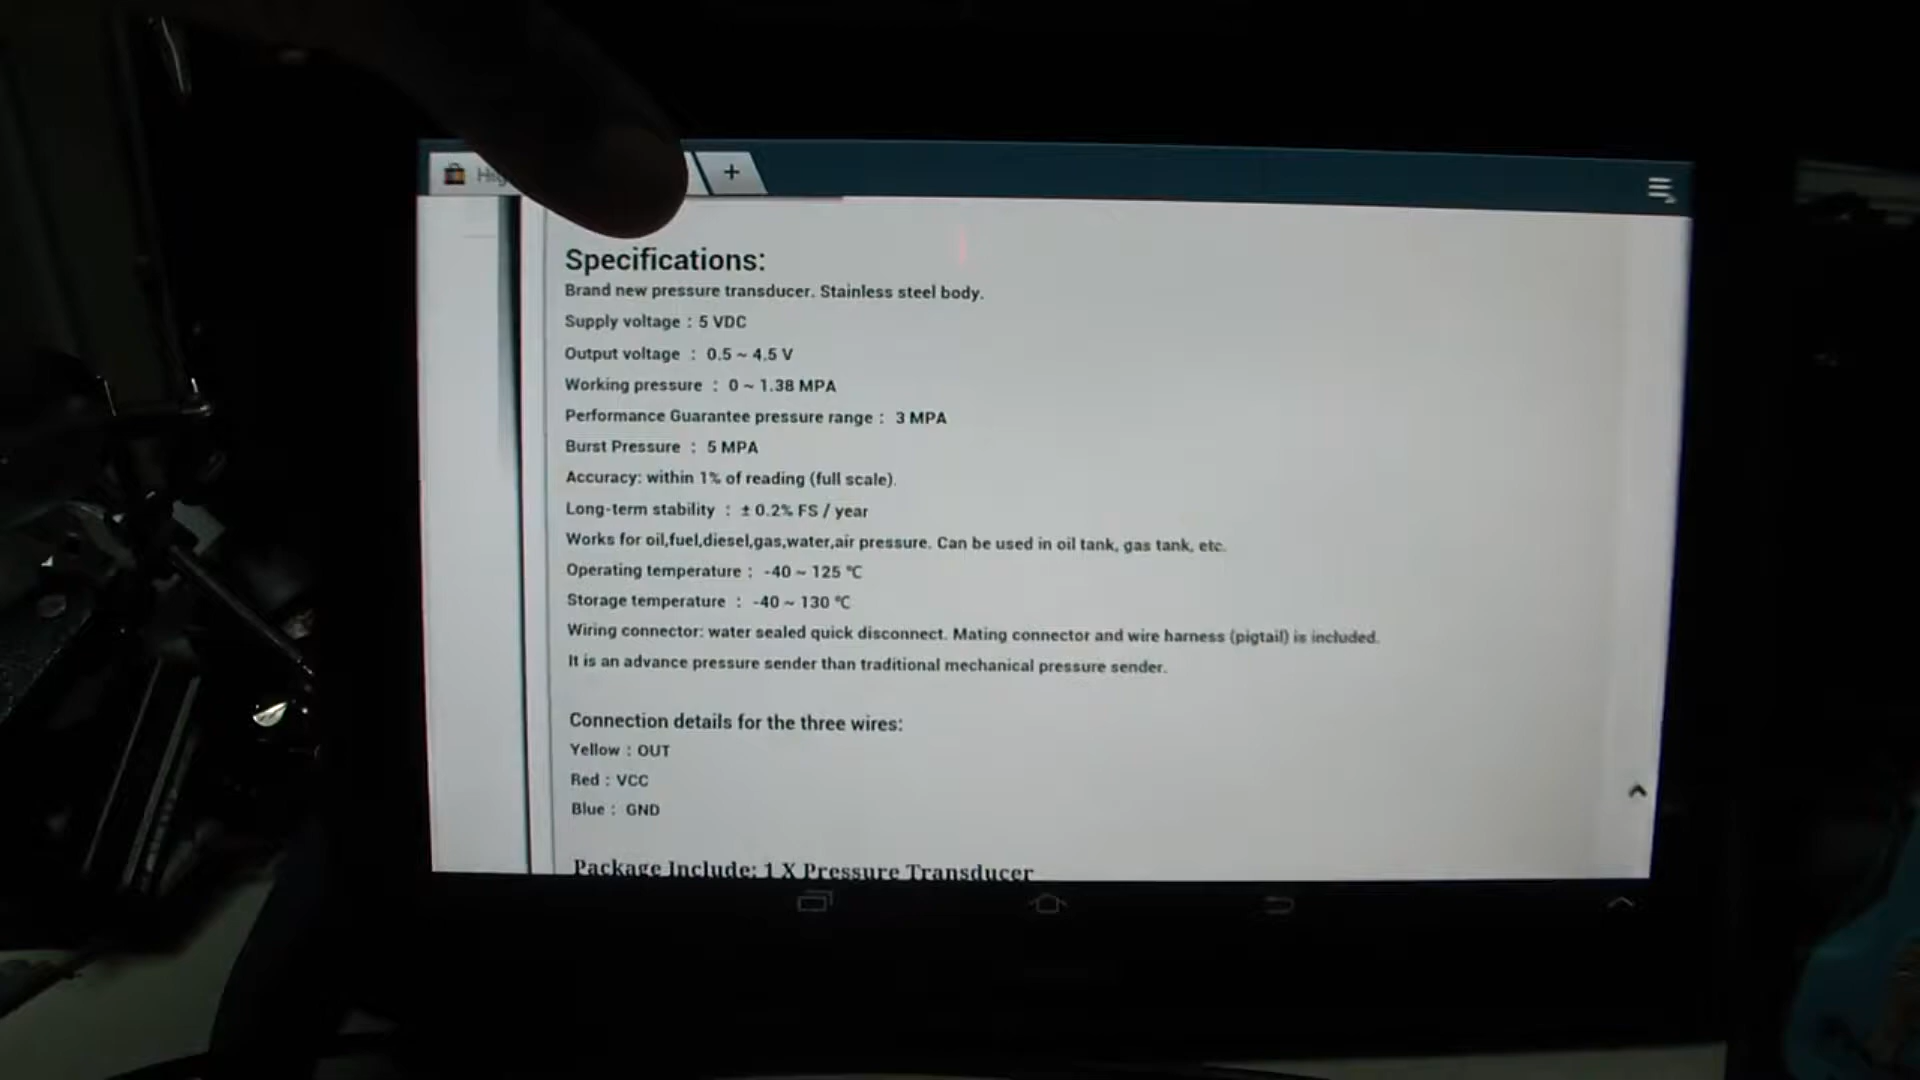 +
Specifications:
Brand new pressure transducer. Stainless steel body.
Supply voltage : 5 VDC
Output voltage : 0.5 ~ 4.5 V
Working pressure : 0 ~ 1.38 MPA
Performance Guarantee pressure range : 3 MPA
Burst Pressure : 5 MPA
Accuracy: within 1% of reading (full scale).
Long-term stability : ± 0.2% FS / year
Works for oil,fuel,diesel,gas,water,air pressure. Can be used in oil tank, gas tank, etc.
Operating temperature : -40 ~ 125 ℃
Storage temperature : -40 ~ 130 ℃
Wiring connector: water sealed quick disconnect. Mating connector and wire harness (pigtail) is included.
It is an advance pressure sender than traditional mechanical pressure sender.
Connection details for the three wires:
Yellow : OUT
Red : VCC
Blue : GND
Package Include: 1 X Pressure Transducer